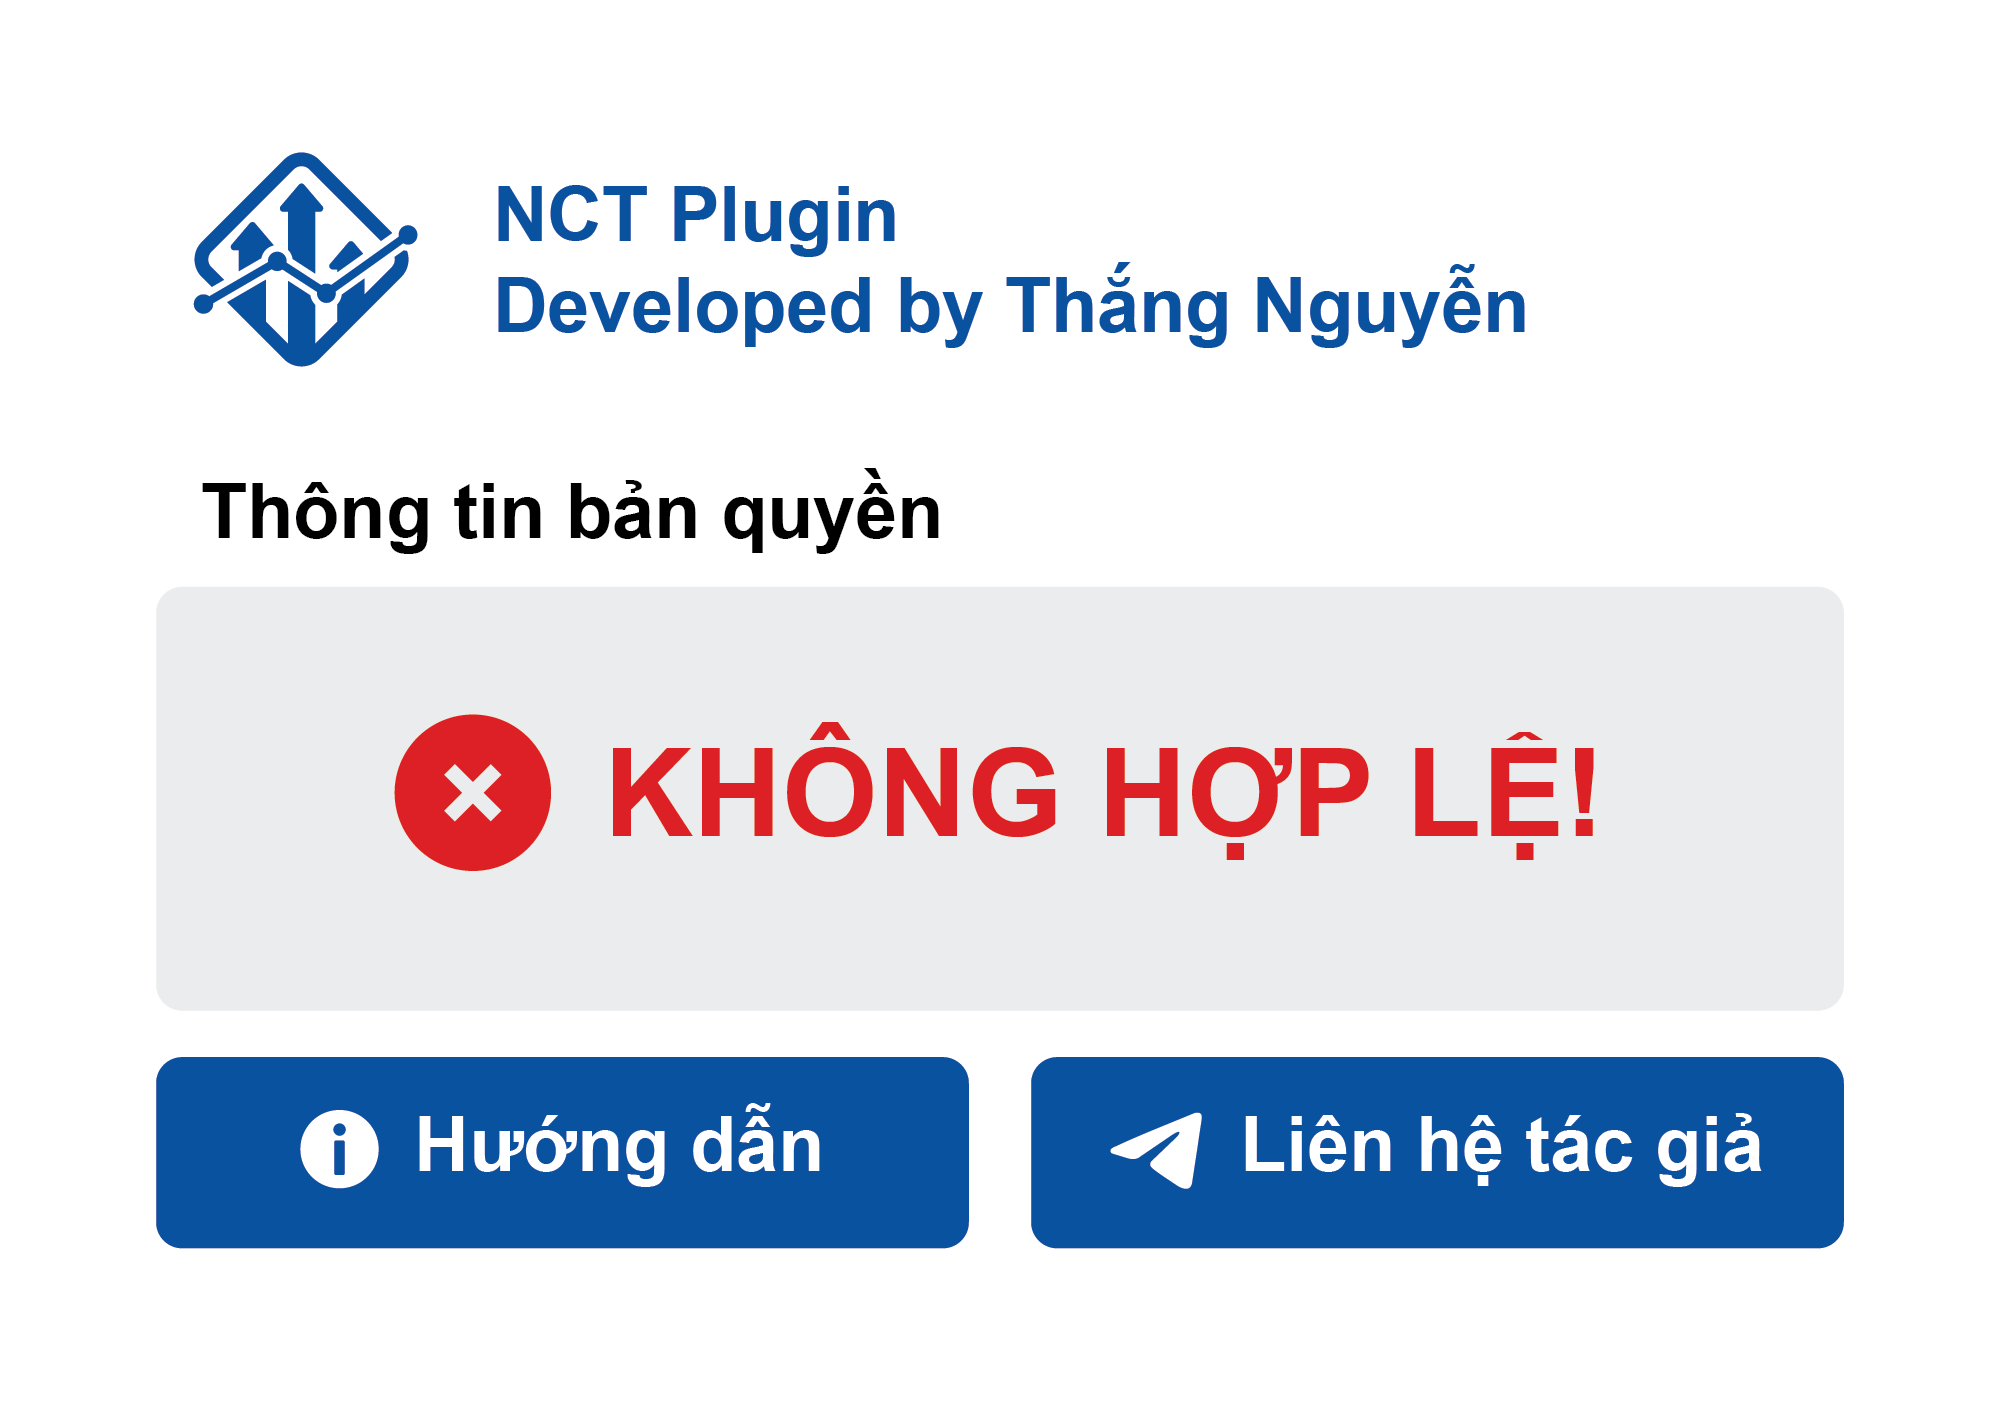 NCT Plugin
Developed by Thắng Nguyễn
Thông tin bản quyền
KHÔNG HỢP LỆ!
Hướng dẫn
Liên hệ tác giả